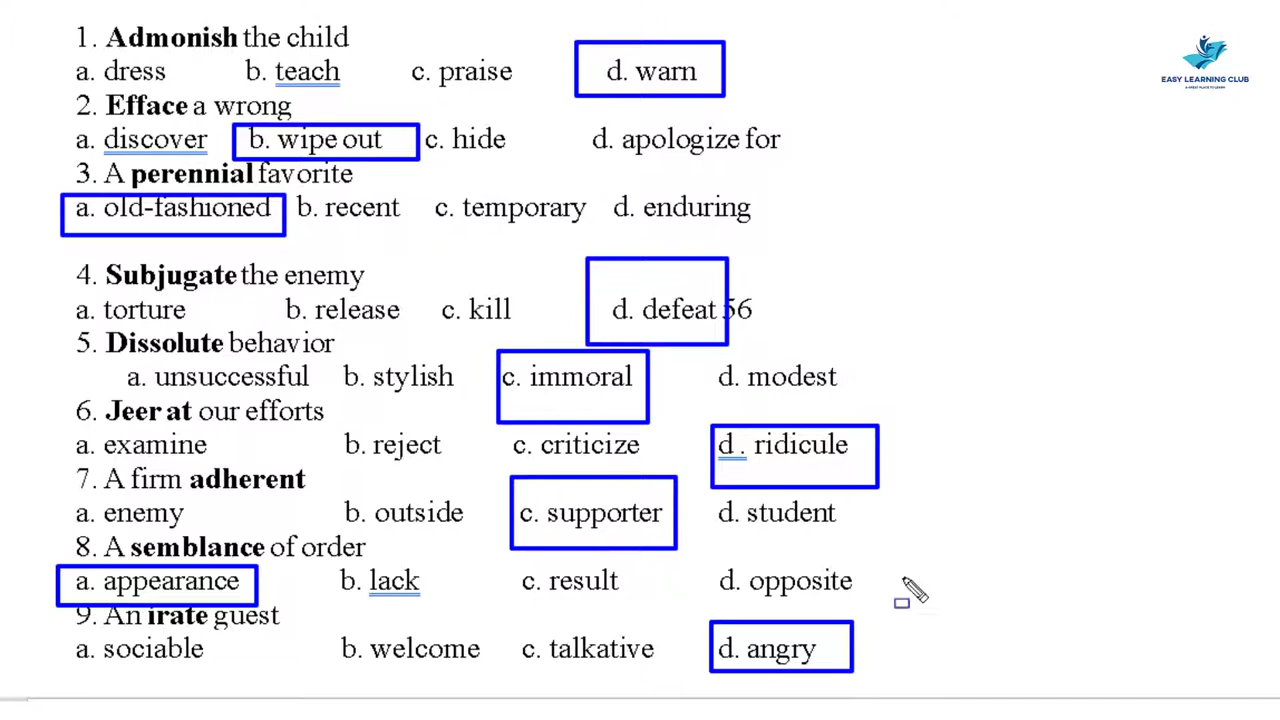 1. Admonish the child
a. dress b. teach c. praise d. warn
2. Efface a wrong
a. discover b. wipe out c. hide d. apologize for
3. A perennial favorite
a. old-fashioned b. recent c. temporary d. enduring
4. Subjugate the enemy
a. torture b. release c. kill d. defeat 56
5. Dissolute behavior
a. unsuccessful b. stylish c. immoral d. modest
6. Jeer at our efforts
a. examine b. reject c. criticize d . ridicule
7. A firm adherent
a. enemy b. outside c. supporter d. student
8. A semblance of order
a. appearance b. lack c. result d. opposite
9. An irate guest
a. sociable b. welcome c. talkative d. angry
EASY LEARNING CLUB
A GREAT PLACE TO LEARN